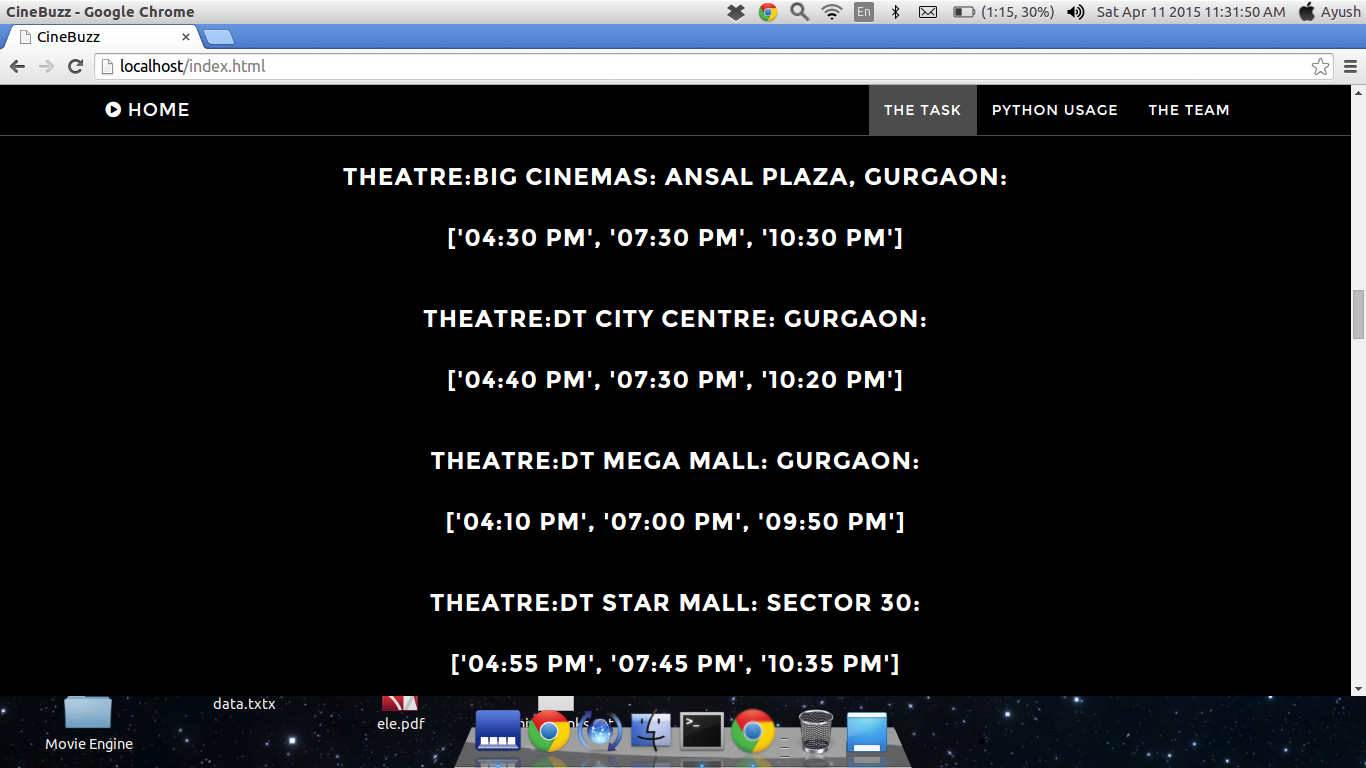 CineBuzz - Google Chrome
En
(1:15, 30%)
Sat Apr 11 2015 11:31:50 AM
Ayush
CineBuzz
localhost/index.html
HOME
THE TASK
PYTHON USAGE
THE TEAM
THEATRE:BIG CINEMAS: ANSAL PLAZA, GURGAON:
['04:30 PM', '07:30 PM', '10:30 PM']
THEATRE:DT CITY CENTRE: GURGAON:
['04:40 PM', '07:30 PM', '10:20 PM']
THEATRE:DT MEGA MALL: GURGAON:
['04:10 PM', '07:00 PM', '09:50 PM']
THEATRE:DT STAR MALL: SECTOR 30:
['04:55 PM', '07:45 PM', '10:35 PM']
data.txtx
ele.pdf
Movie Engine